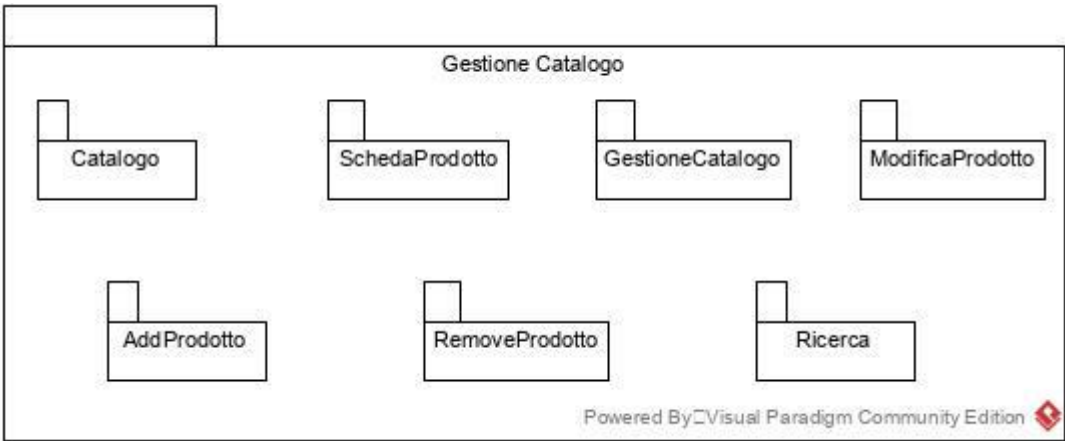 Gestione Catalogo
Catalogo
SchedaProdotto
GestioneCatalogo
ModificaProdotto
AddProdotto
RemoveProdotto
Ricerca
Powered By□Visual Paradigm Community Edition